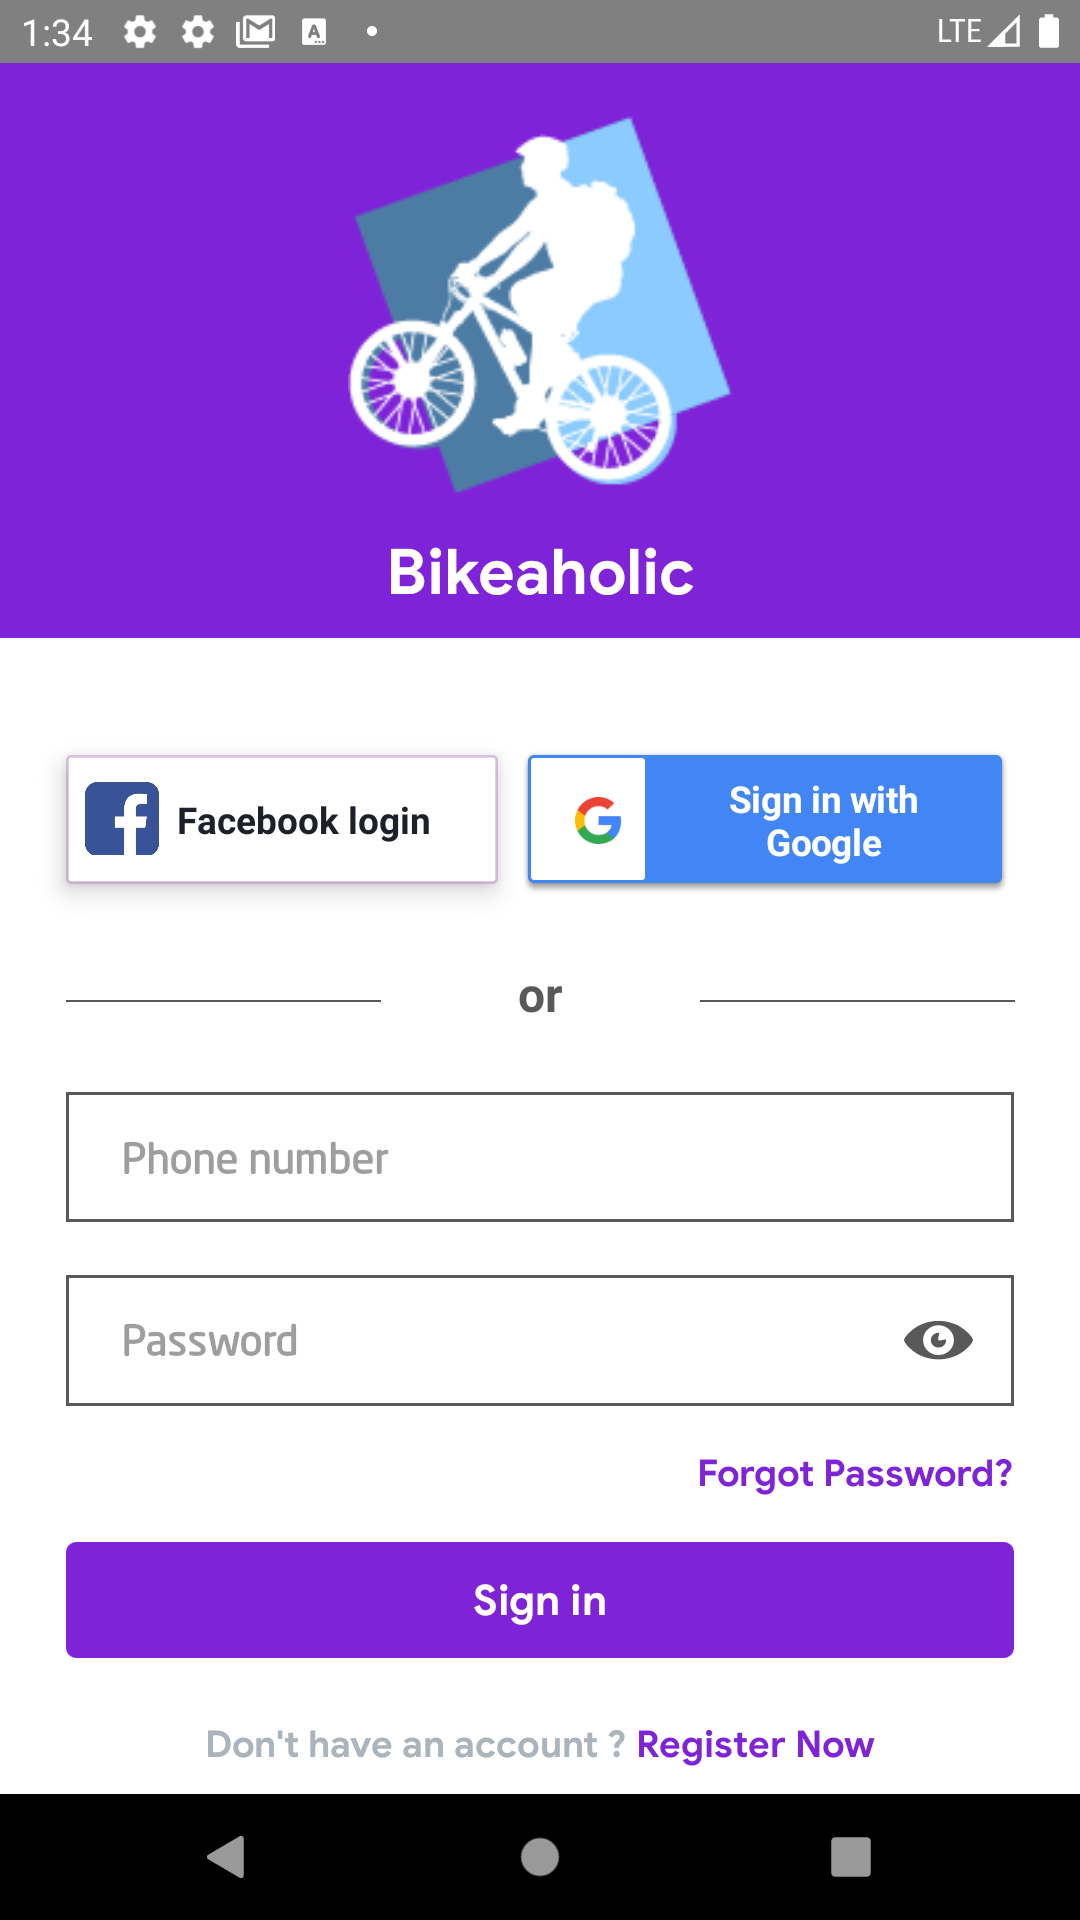 1:34
A
LTE
Bikeaholic
Facebook login
Sign in with
Google
or
Phone number
Password
Forgot Password?
Sign in
Don't have an account ? Register Now